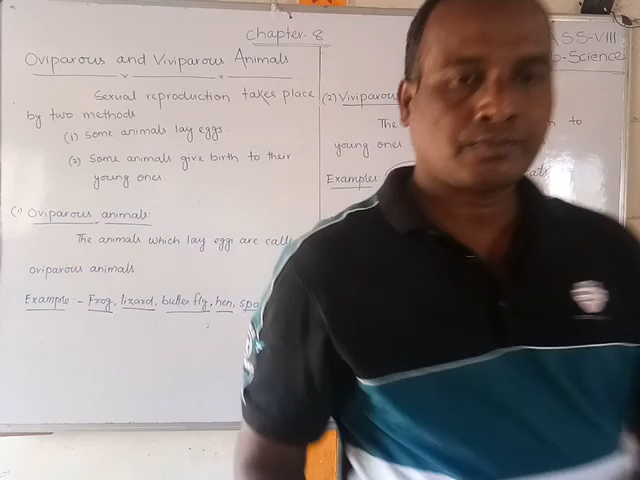 chapter-8
ASS-VIII
-Science
Oviparous and Viviparous Animals
Sexual reproduction takes place
by two methods
(1) Some animals lay eggs.
(2) Some animals give birth to their
young ones.
(1) Oviparous animals:
The animals which lay eggs are calle
oviparous animals
Example - Frog, lizard, butterfly, hen, spa
(2) Viviparous
The to
young ones
Examples